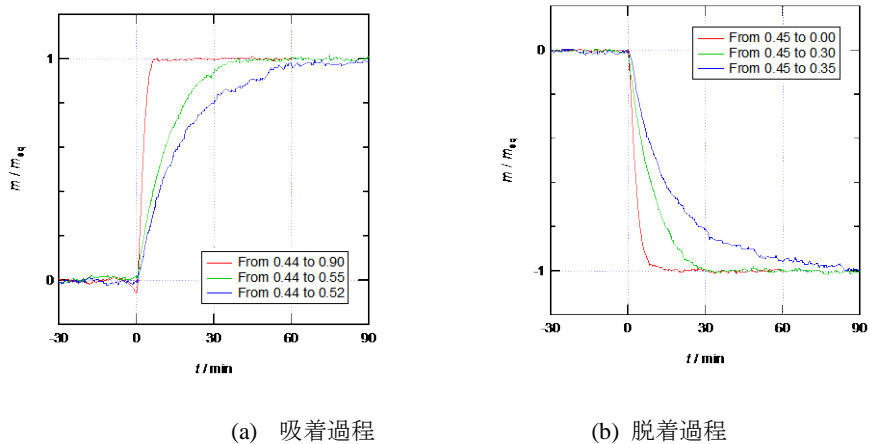 m / m_eq
1
0
From 0.44 to 0.90
From 0.44 to 0.55
From 0.44 to 0.52
-30 0 30 60 90
t / min
(a) 吸着過程
m / m_eq
0
-1
From 0.45 to 0.00
From 0.45 to 0.30
From 0.45 to 0.35
-30 0 30 60 90
t / min
(b) 脱着過程